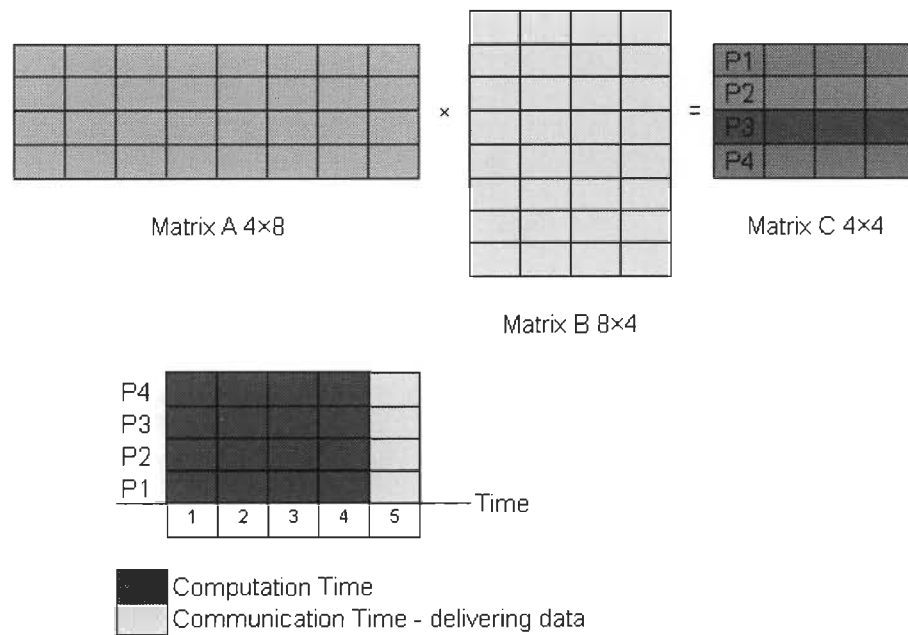 ×
=
P1
P2
P3
P4
Matrix A 4×8
Matrix C 4×4
Matrix B 8×4
P4
P3
P2
P1
Time
1 2 3 4 5
Computation Time
Communication Time - delivering data